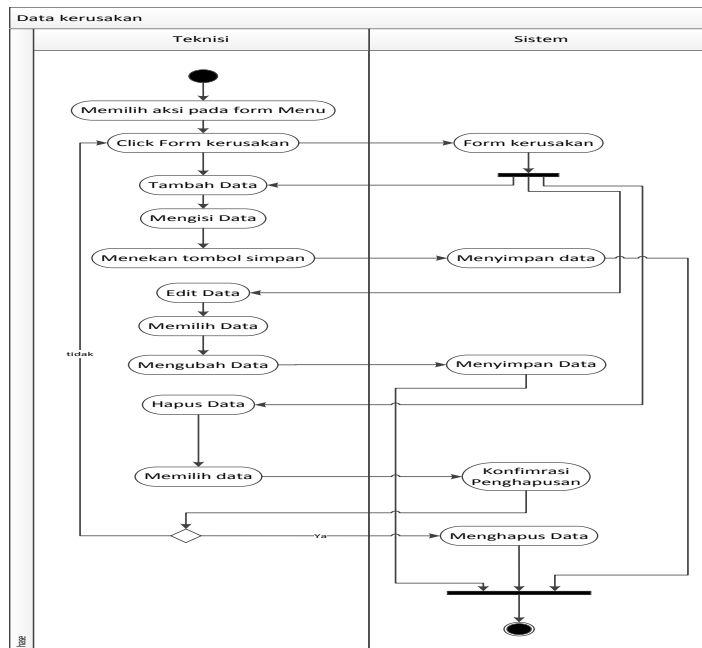 Data kerusakan
Teknisi
Sistem
Memilih aksi pada form Menu
Click Form kerusakan
Form kerusakan
Tambah Data
Mengisi Data
Menekan tombol simpan
Menyimpan data
Edit Data
Memilih Data
tidak
Mengubah Data
Menyimpan Data
Hapus Data
Memilih data
Konfimrasi
Penghapusan
Ya
Menghapus Data